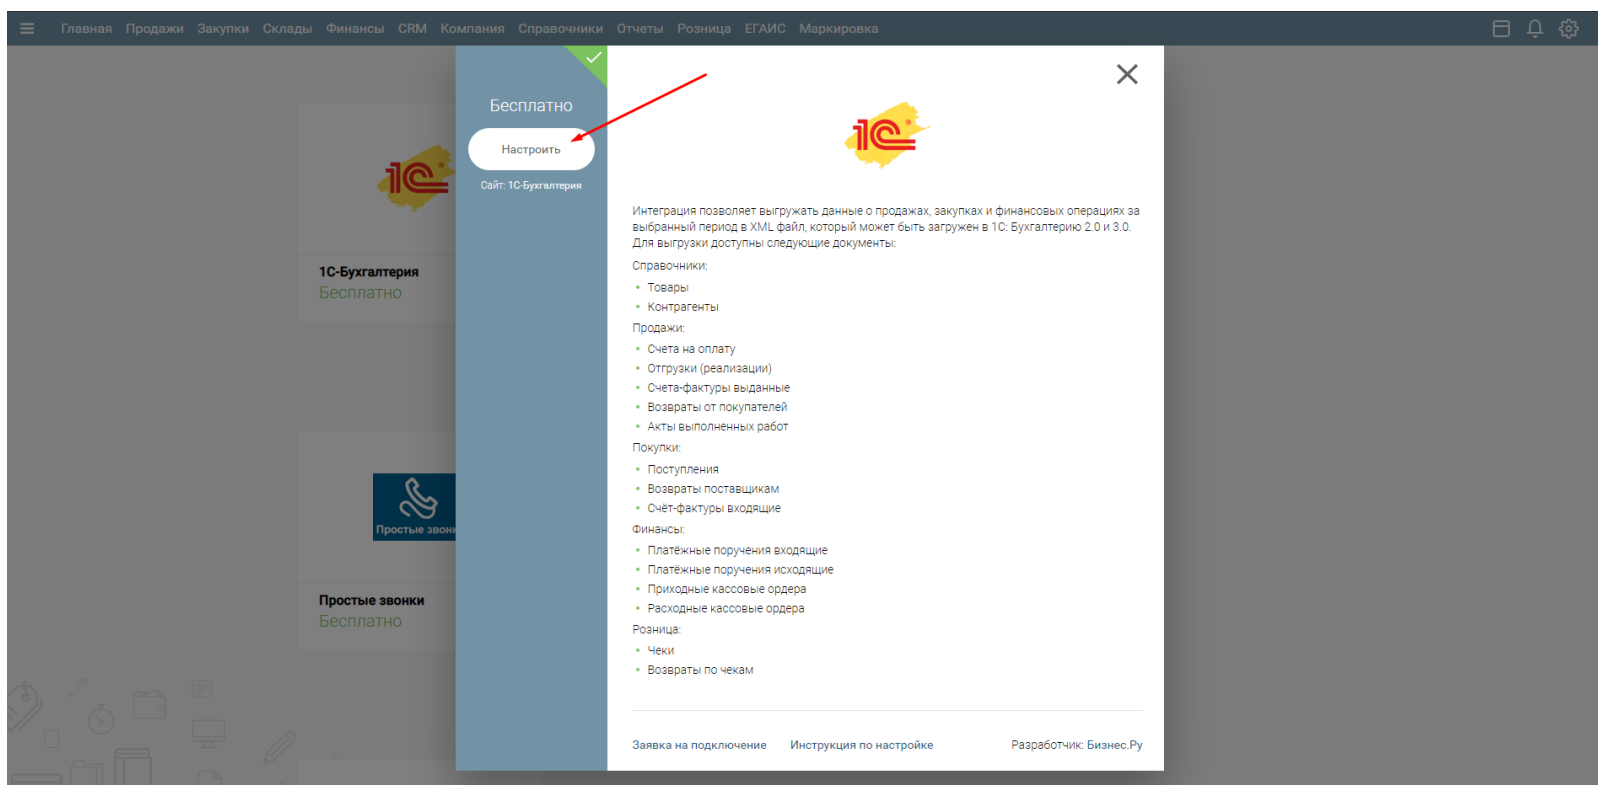 Главная Продажи Закупки Склады Финансы CRM Компания Справочники Отчеты Розница ЕГАИС Маркировка
Бесплатно
Настроить
Сайт: 1С-Бухгалтерия
1С®
Интеграция позволяет выгружать данные о продажах, закупках и финансовых операциях за
выбранный период в XML файл, который может быть загружен в 1С: Бухгалтерию 2.0 и 3.0.
Для выгрузки доступны следующие документы:
Справочники:
• Товары
• Контрагенты
Продажи:
• Счета на оплату
• Отгрузки (реализации)
• Счета-фактуры выданные
• Возвраты от покупателей
• Акты выполненных работ
Покупки:
• Поступления
• Возвраты поставщикам
• Счёт-фактуры входящие
Финансы:
• Платёжные поручения входящие
• Платёжные поручения исходящие
• Приходные кассовые ордера
• Расходные кассовые ордера
Розница:
• Чеки
• Возвраты по чекам
Заявка на подключение Инструкция по настройке Разработчик: Бизнес.Ру
1С®
1С-Бухгалтерия
Бесплатно
Простые звонк
Простые звонки
Бесплатно